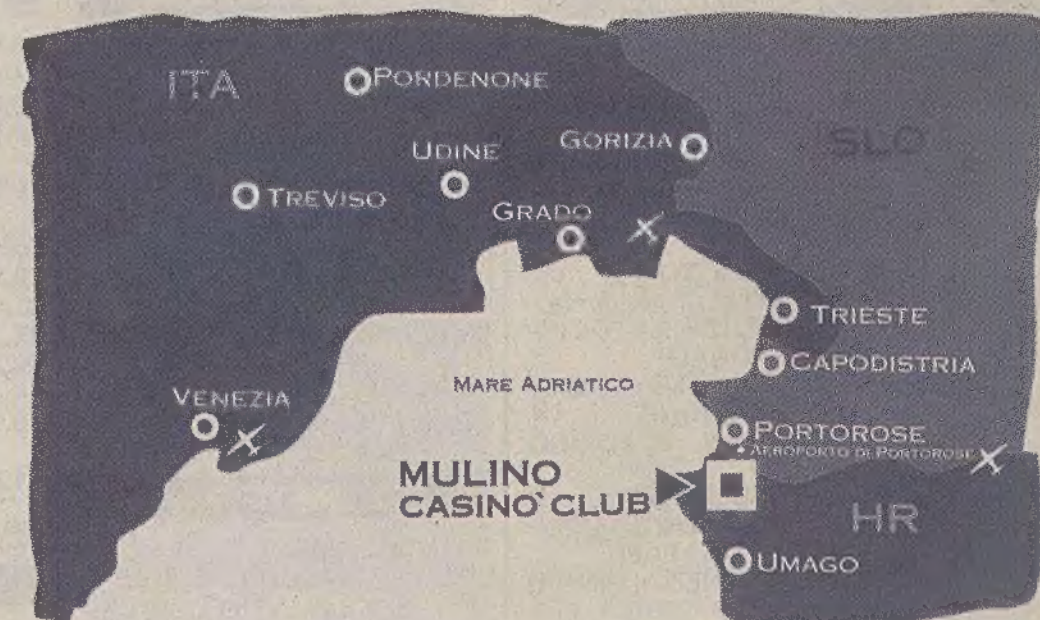 ITA
PORDENONE
UDINE
GORIZIA
SLO
TREVISO
GRADO
TRIESTE
CAPODISTRIA
MARE ADRIATICO
VENEZIA
PORTOROSE
AEROPORTO DI PORTOROSE
MULINO
CASINO` CLUB
HR
UMAGO